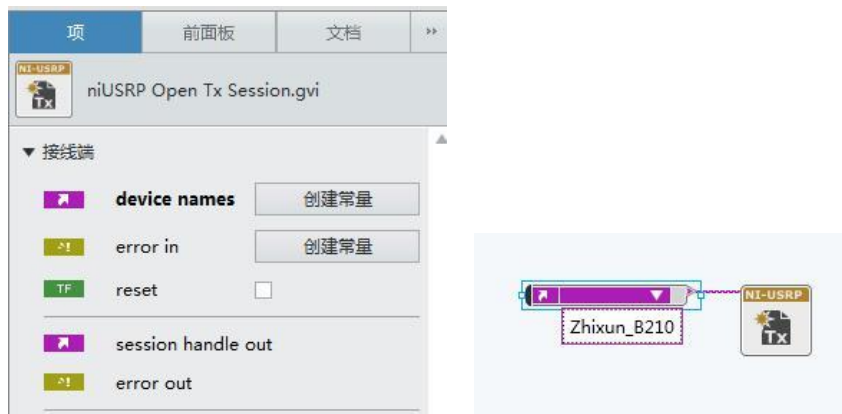 项 前面板 文档 »
NI-USRP
Tx
niUSRP Open Tx Session.gvi
▼ 接线端
device names 创建常量
error in 创建常量
TF reset
session handle out
error out
NI-USRP
Tx
Zhixun_B210